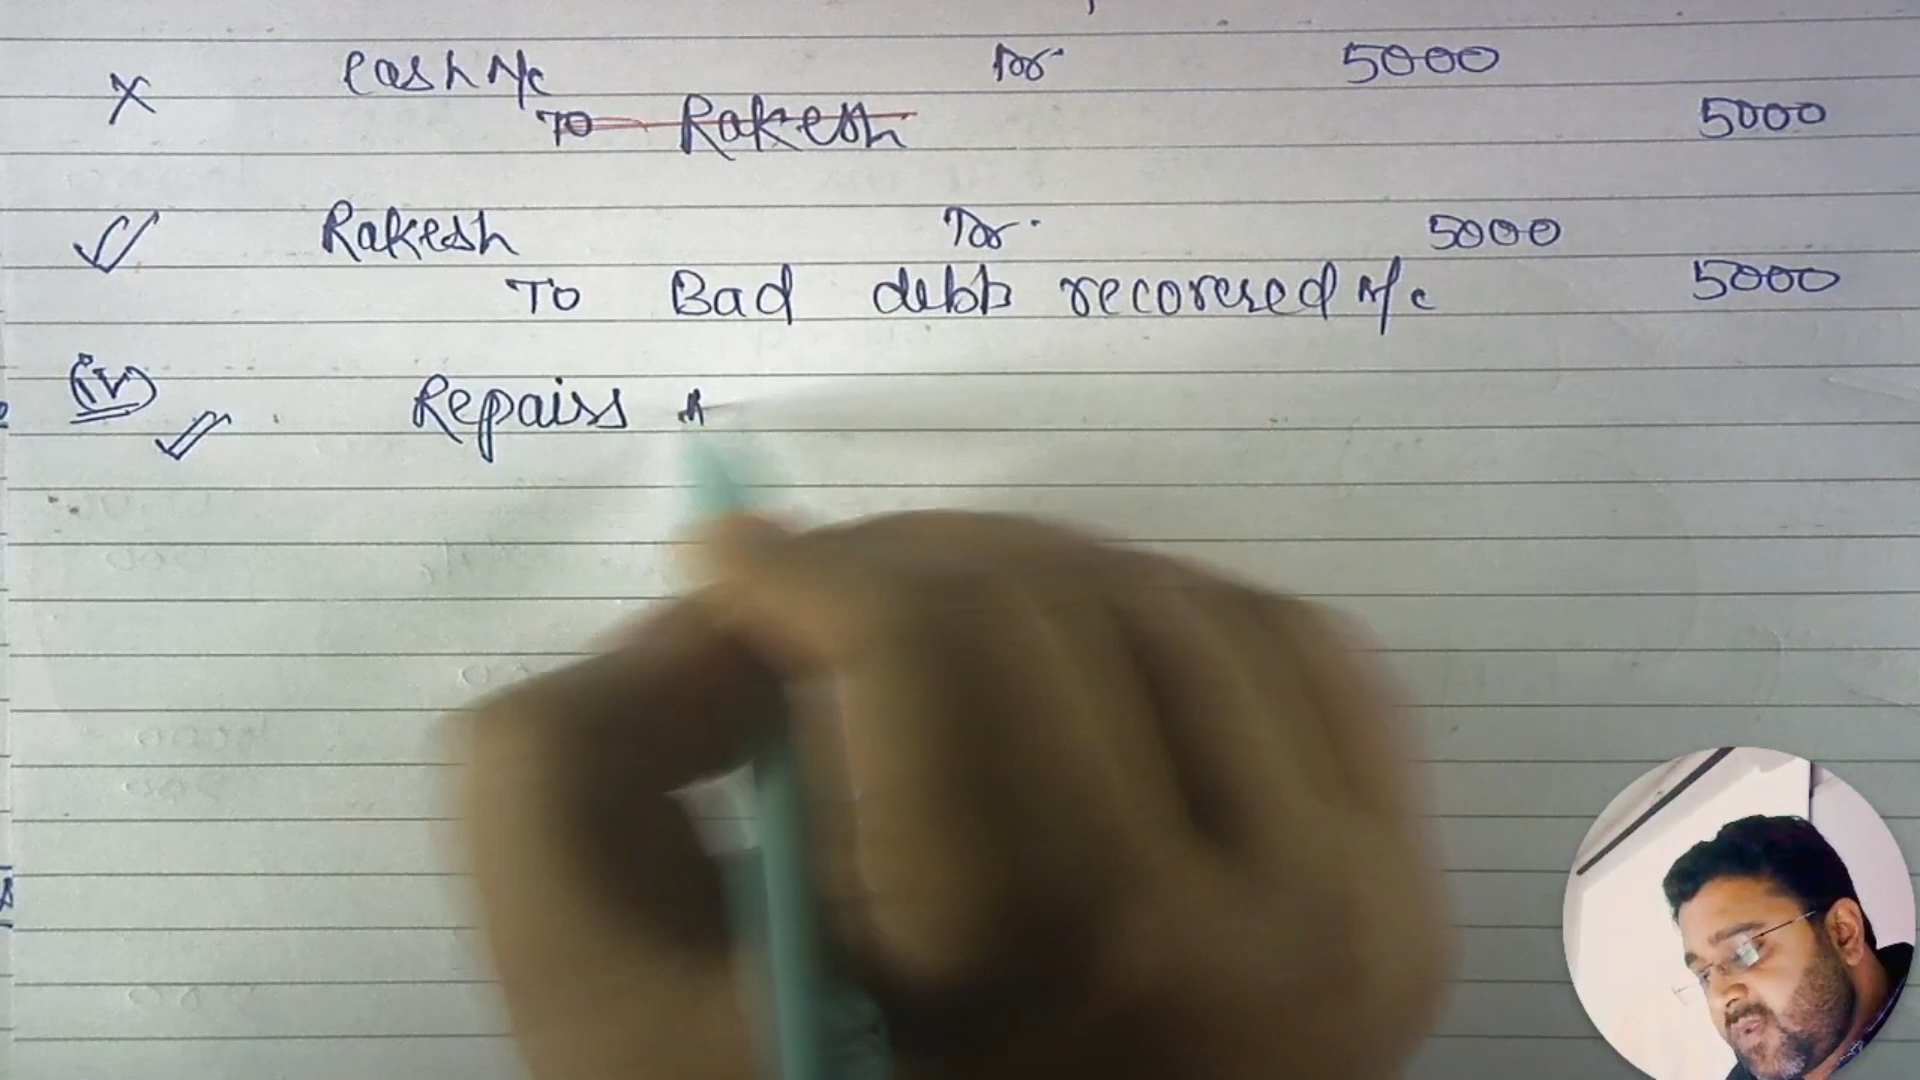 X Cash A/c Dr. 5000
To Rakesh 5000
Rakesh Dr. 5000
To Bad debts recovered A/c 5000
(iv) Repairs